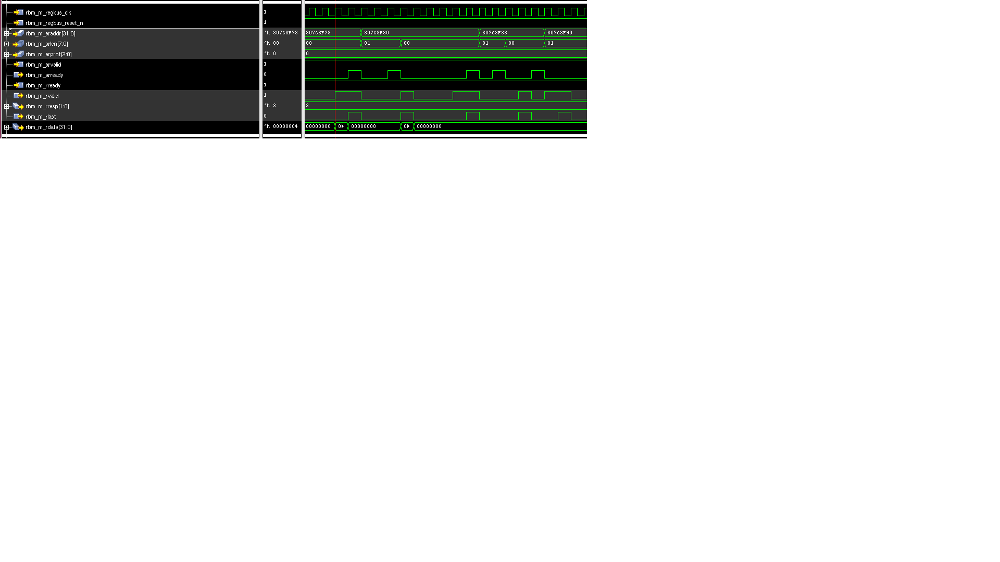 rbm_m_regbus_clk 1
rbm_m_regbus_reset_n 1
rbm_m_araddr[31:0] 'h 807c3F78 807c3F78 807c3F80 807c3F88 807c3F90
rbm_m_arlen[7:0] 'h 00 00 01 00 01 00 01
rbm_m_arprot[2:0] 'h 0 0
rbm_m_arvalid 1
rbm_m_arready 0
rbm_m_rready 1
rbm_m_rvalid 1
rbm_m_rresp[1:0] 'h 3 3
rbm_m_rlast 0
rbm_m_rdata[31:0] 'h 00000004 00000000 0 00000000 0 00000000